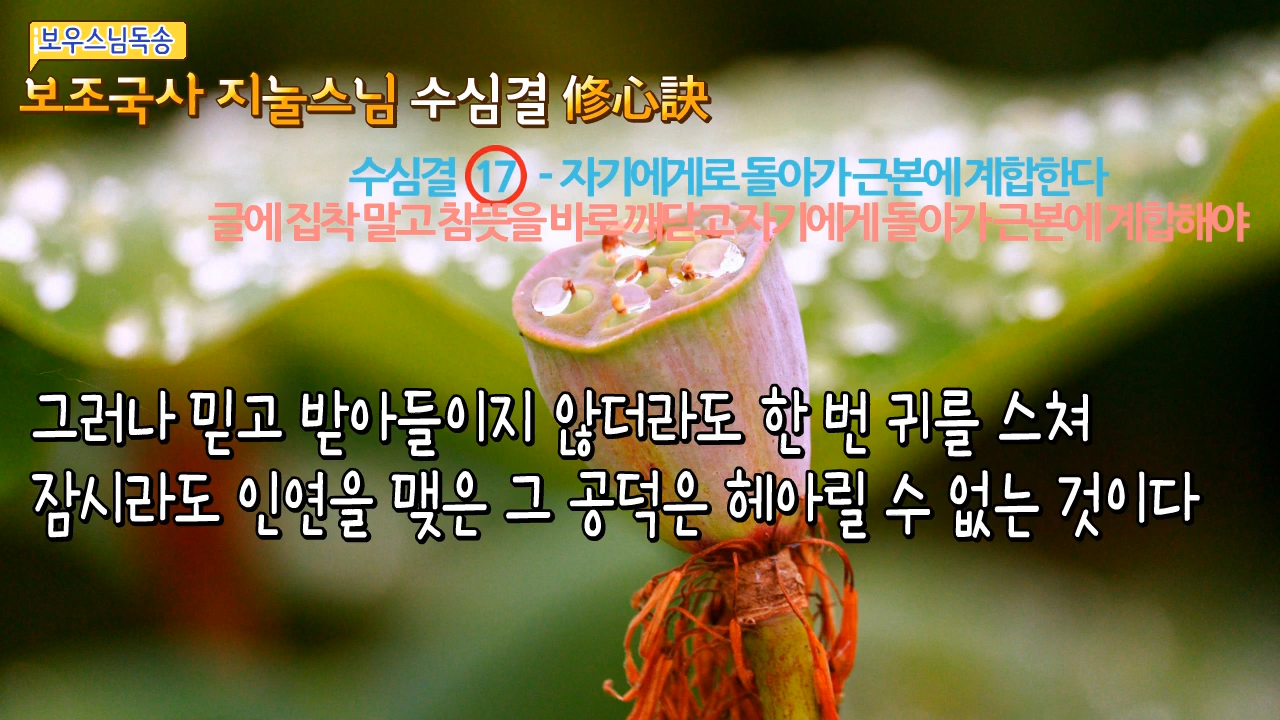 보우스님독송
보조국사 지눌스님 수심결 修心訣
수심결 17 - 자기에게로 돌아가 근본에 계합한다
글에 집착 말고 참뜻을 바로 깨닫고 자기에게 돌아가 근본에 계합해야
그러나 믿고 받아들이지 않더라도 한 번 귀를 스쳐
잠시라도 인연을 맺은 그 공덕은 헤아릴 수 없는 것이다